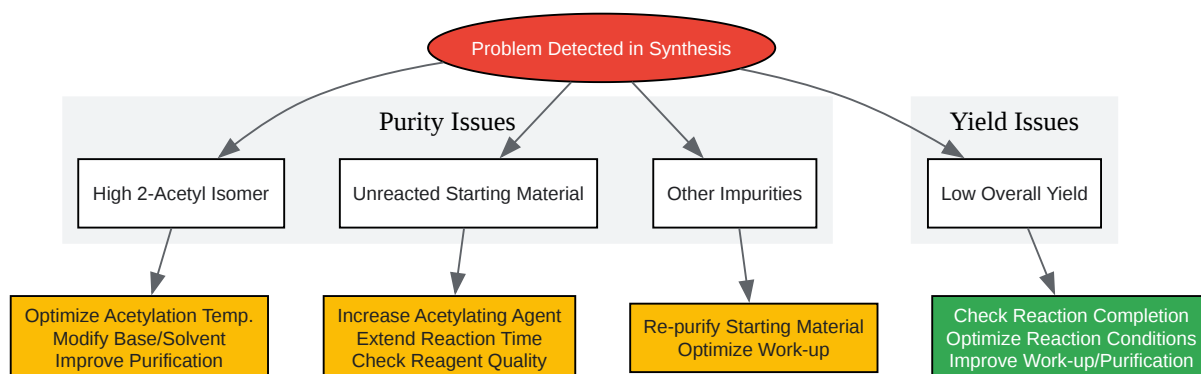 Problem Detected in Synthesis
Purity Issues
Yield Issues
High 2-Acetyl Isomer
Unreacted Starting Material
Other Impurities
Low Overall Yield
Optimize Acetylation Temp.
Modify Base/Solvent
Improve Purification
Increase Acetylating Agent
Extend Reaction Time
Check Reagent Quality
Re-purify Starting Material
Optimize Work-up
Check Reaction Completion
Optimize Reaction Conditions
Improve Work-up/Purification